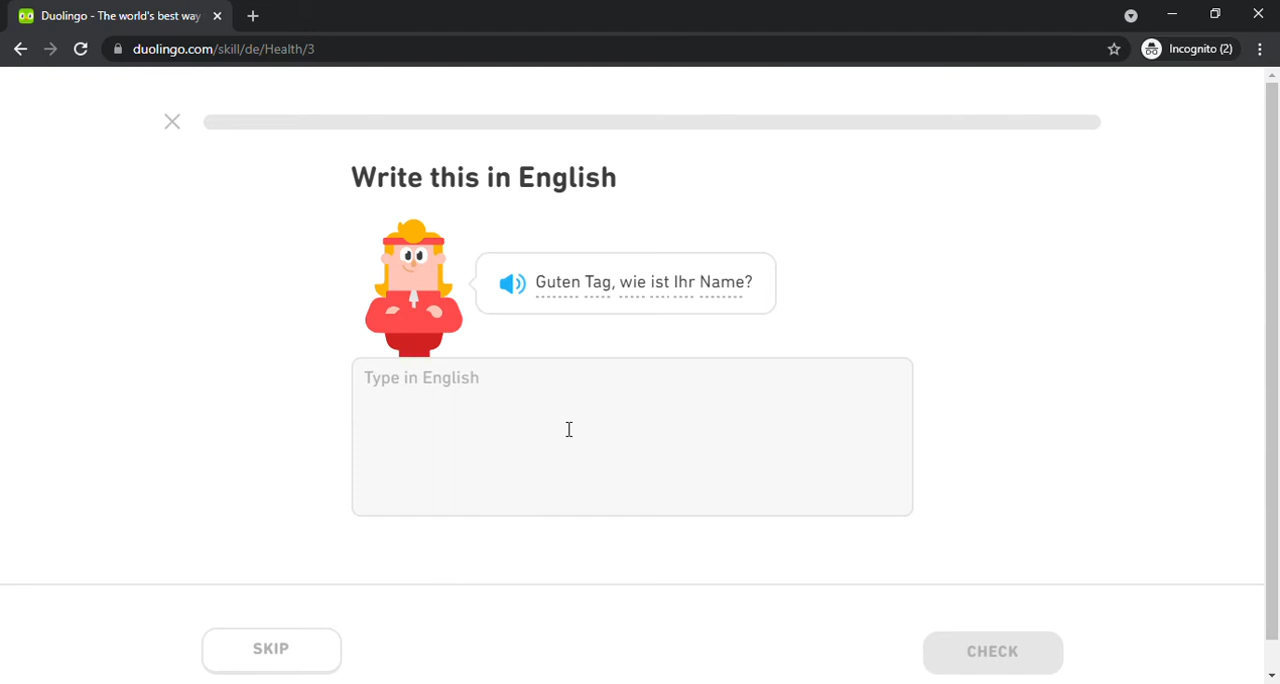 Duolingo - The world's best way
duolingo.com/skill/de/Health/3
Incognito (2)
Write this in English
Guten Tag, wie ist Ihr Name?
Type in English
SKIP
CHECK